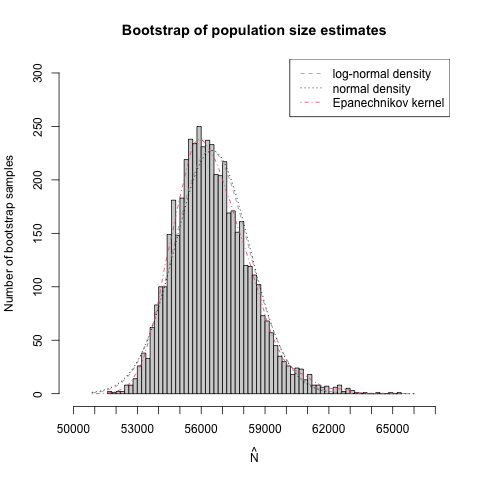 Bootstrap of population size estimates
log-normal density
normal density
Epanechnikov kernel
Number of bootstrap samples
300
250
200
150
100
50
0
50000 53000 56000 59000 62000 65000
N̂